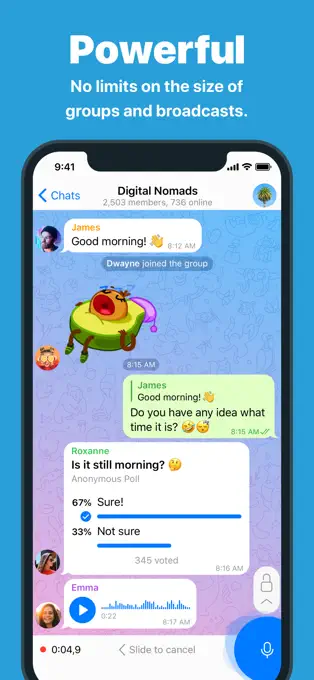 Powerful
No limits on the size of
groups and broadcasts.
9:41
Chats
Digital Nomads
2,503 members, 736 online
James
Good morning! 👋
8:12 AM
Dwayne joined the group
8:15 AM
James
Good morning! 👋
Do you have any idea what
time it is? 🤣😴
8:15 AM
Roxanne
Is it still morning? 🤔
Anonymous Poll
67% Sure!
33% Not sure
345 voted
8:16 AM
Emma
0:22
8:17 AM
0:04,9
Slide to cancel